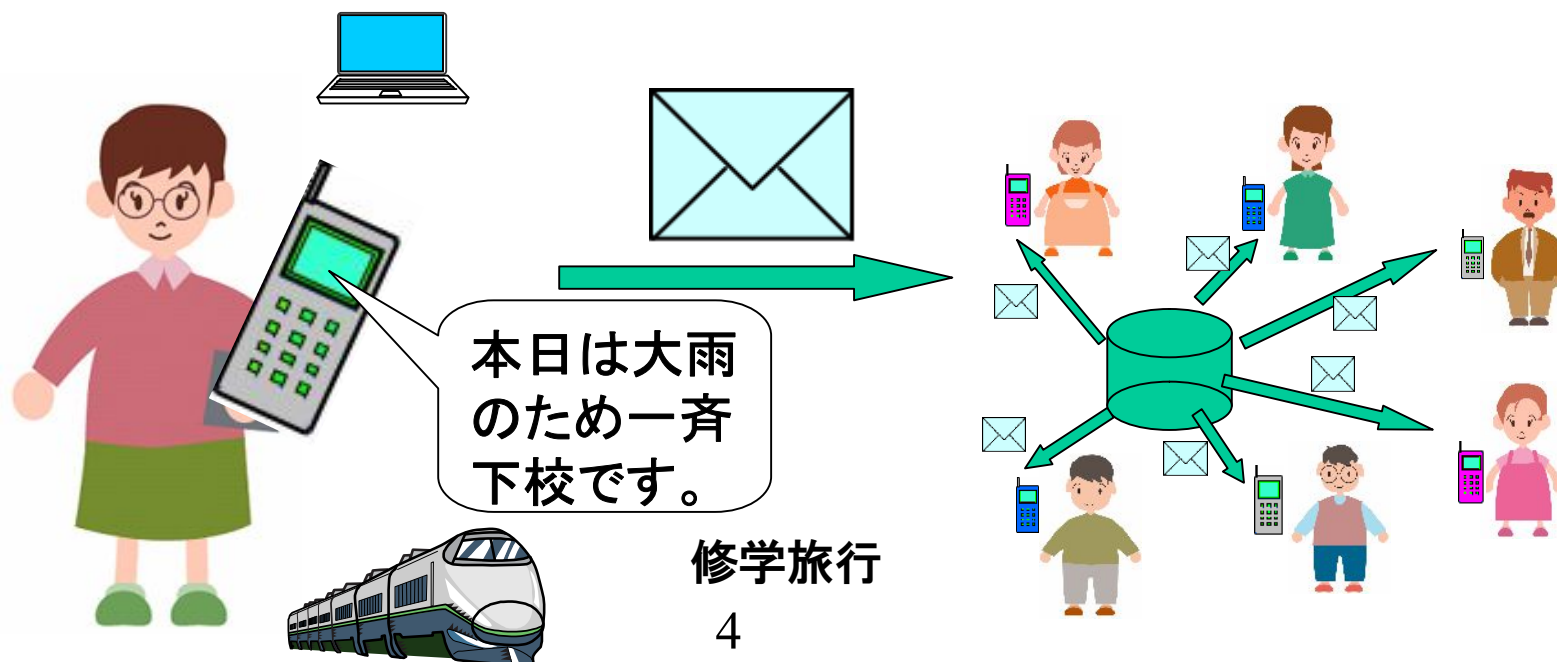 本日は大雨
のため一斉
下校です。
修学旅行
4